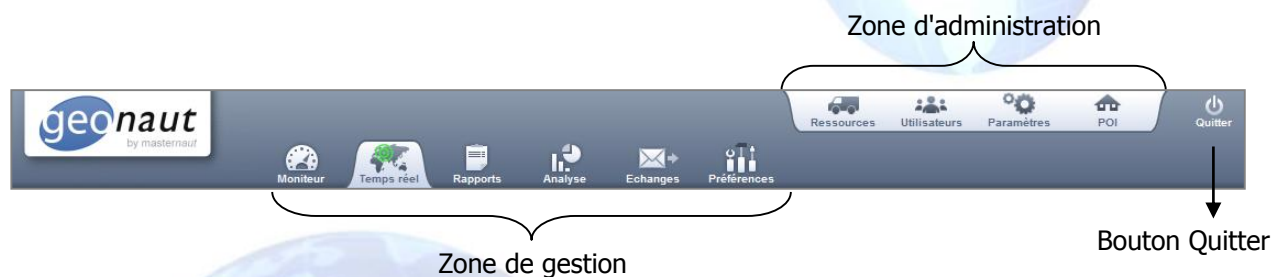 Zone d'administration
geonaut
by masternaut
Ressources Utilisateurs Paramètres POI Quitter
Moniteur Temps réel Rapports Analyse Echanges Préférences
Bouton Quitter
Zone de gestion